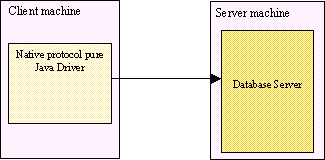 Client machine
Native protocol pure
Java Driver
Server machine
Database Server